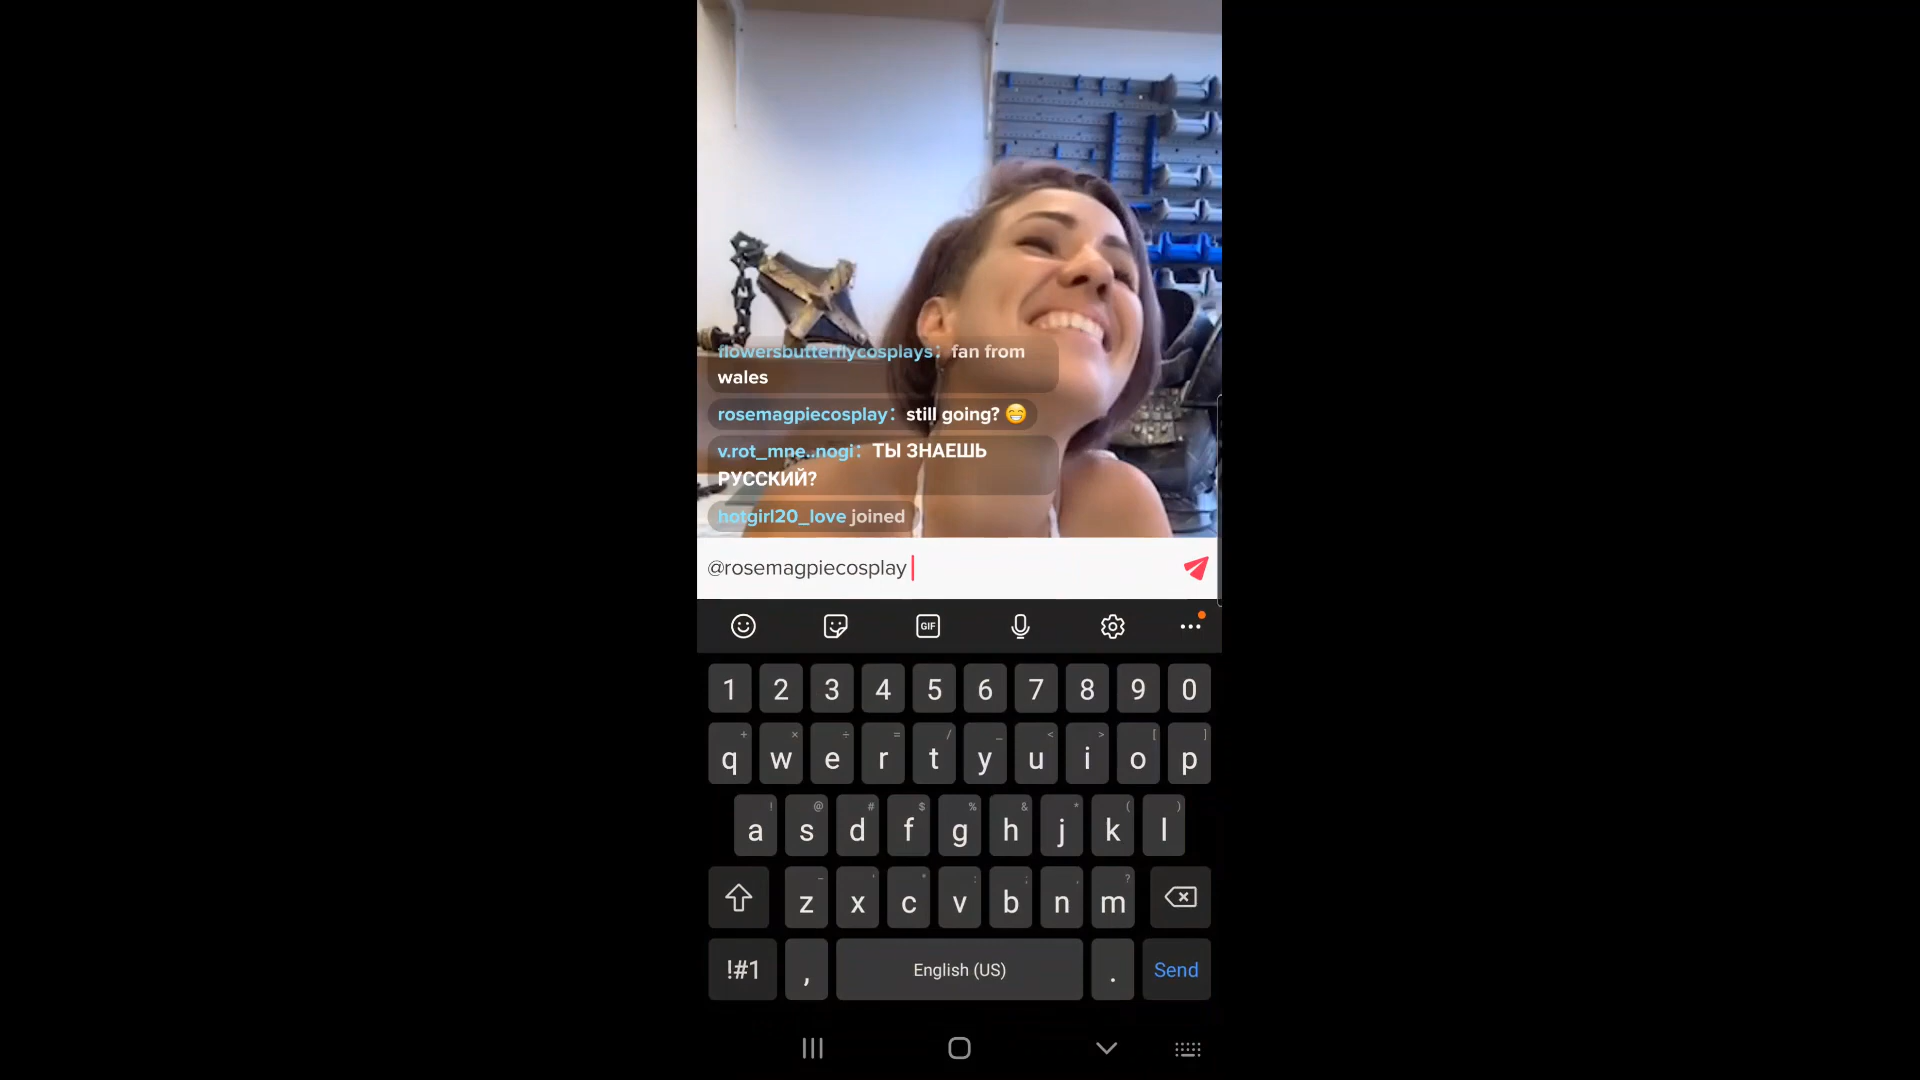 flowersbutterflycosplays: fan from
wales
rosemagpiecosplay: still going? 😁
v.rot_mne..nogi: ТЫ ЗНАЕШЬ
РУССКИЙ?
hotgirl20_love joined
@rosemagpiecosplay
GIF
1 2 3 4 5 6 7 8 9 0
+ × ÷ = / _ < > [ ]
q w e r t y u i o p
! @ # $ % & * ( )
a s d f g h j k l
z x c v b n m
!#1 , English (US) . Send